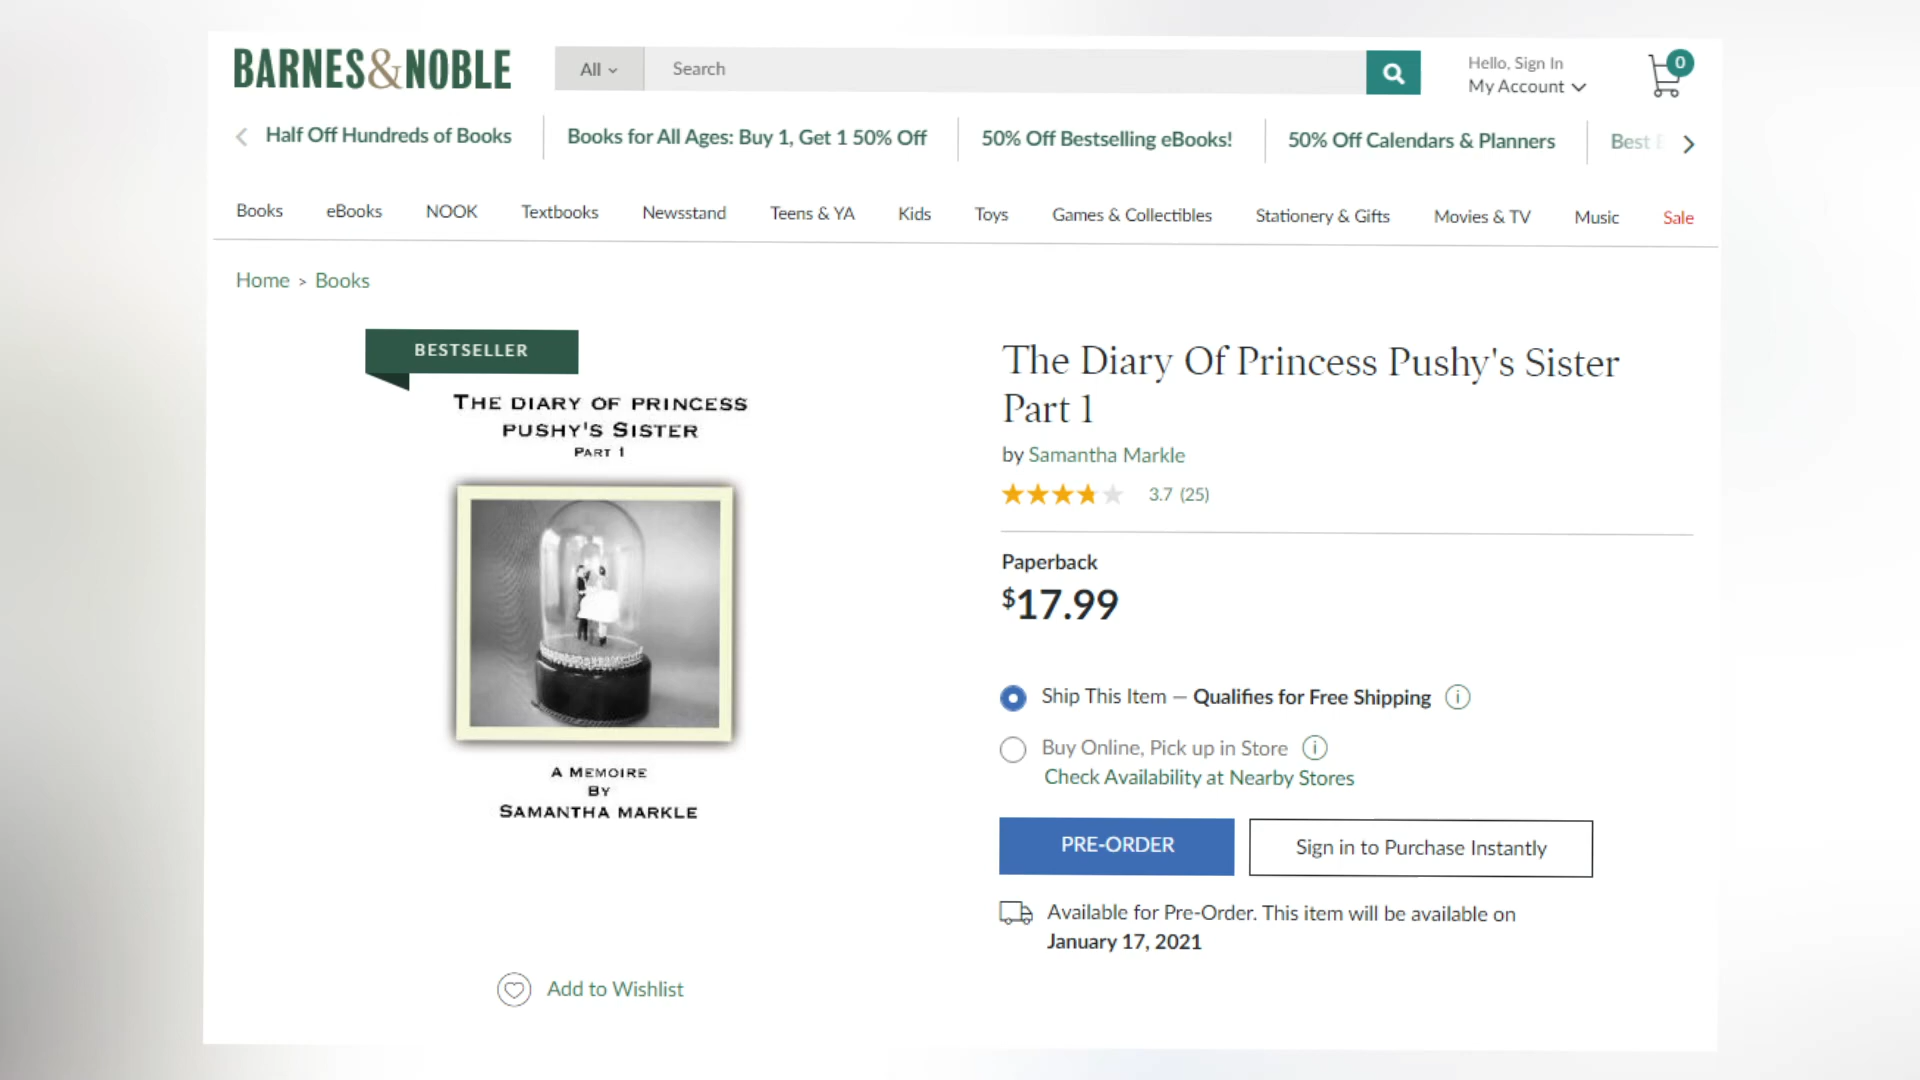 BARNES&NOBLE
All
Search
Hello, Sign In
My Account
0
Half Off Hundreds of Books
Books for All Ages: Buy 1, Get 1 50% Off
50% Off Bestselling eBooks!
50% Off Calendars & Planners
Best
Books
eBooks
NOOK
Textbooks
Newsstand
Teens & YA
Kids
Toys
Games & Collectibles
Stationery & Gifts
Movies & TV
Music
Sale
Home > Books
BESTSELLER
THE DIARY OF PRINCESS
PUSHY'S SISTER
PART 1
A MEMOIRE
BY
SAMANTHA MARKLE
Add to Wishlist
The Diary Of Princess Pushy's Sister
Part 1
by Samantha Markle
3.7 (25)
Paperback
$17.99
Ship This Item — Qualifies for Free Shipping
Buy Online, Pick up in Store
Check Availability at Nearby Stores
PRE-ORDER
Sign in to Purchase Instantly
Available for Pre-Order. This item will be available on
January 17, 2021